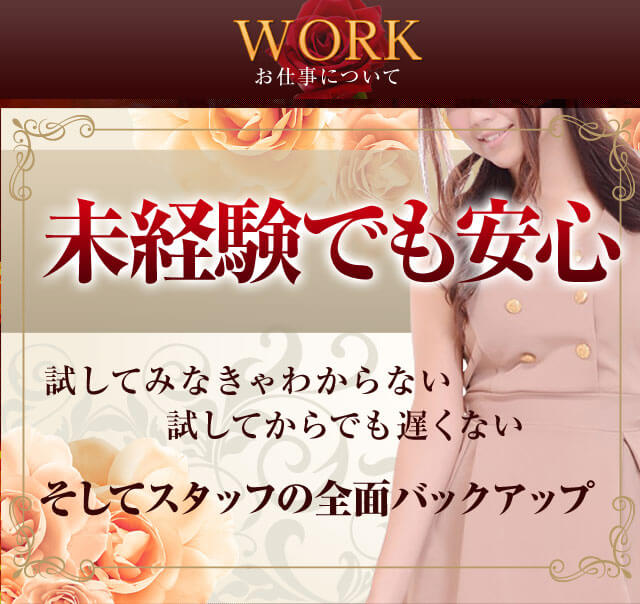 WORK
お仕事について
未経験でも安心
試してみなきゃわからない
試してからでも遅くない
そしてスタッフの全面バックアップ